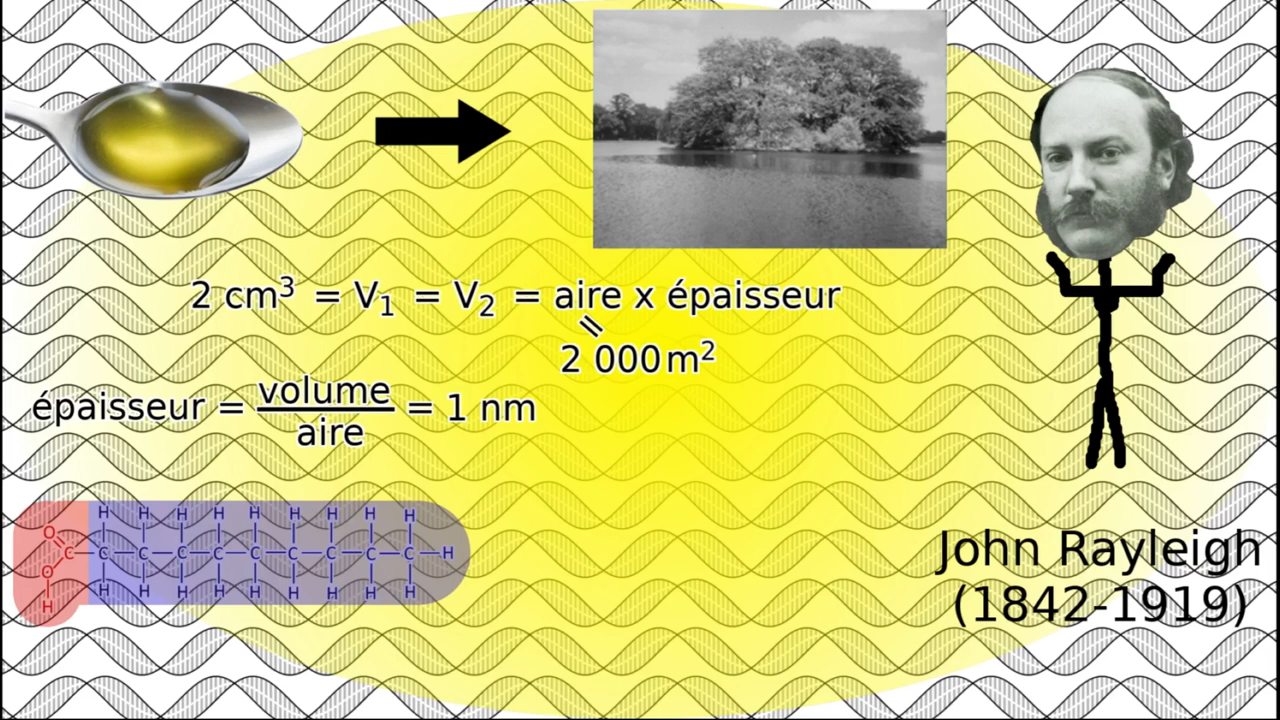 2 cm³ = V₁ = V₂ = aire x épaisseur
=
2 000 m²
épaisseur = volume / aire = 1 nm
H H H H H H H H H
O
C—C—C—C—C—C—C—C—C—C—H
O
H H H H H H H H H
H
John Rayleigh
(1842-1919)